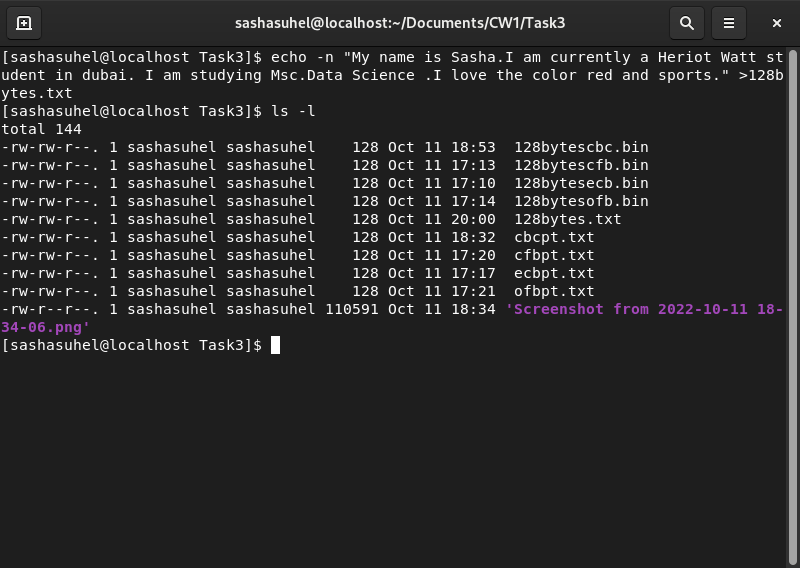 sashasuhel@localhost:~/Documents/CW1/Task3
[sashasuhel@localhost Task3]$ echo -n "My name is Sasha.I am currently a Heriot Watt st
udent in dubai. I am studying Msc.Data Science .I love the color red and sports." >128b
ytes.txt
[sashasuhel@localhost Task3]$ ls -l
total 144
-rw-rw-r--. 1 sashasuhel sashasuhel    128 Oct 11 18:53  128bytescbc.bin
-rw-rw-r--. 1 sashasuhel sashasuhel    128 Oct 11 17:13  128bytescfb.bin
-rw-rw-r--. 1 sashasuhel sashasuhel    128 Oct 11 17:10  128bytesecb.bin
-rw-rw-r--. 1 sashasuhel sashasuhel    128 Oct 11 17:14  128bytesofb.bin
-rw-rw-r--. 1 sashasuhel sashasuhel    128 Oct 11 20:00  128bytes.txt
-rw-rw-r--. 1 sashasuhel sashasuhel    128 Oct 11 18:32  cbcpt.txt
-rw-rw-r--. 1 sashasuhel sashasuhel    128 Oct 11 17:20  cfbpt.txt
-rw-rw-r--. 1 sashasuhel sashasuhel    128 Oct 11 17:17  ecbpt.txt
-rw-rw-r--. 1 sashasuhel sashasuhel    128 Oct 11 17:21  ofbpt.txt
-rw-r--r--. 1 sashasuhel sashasuhel 110591 Oct 11 18:34 'Screenshot from 2022-10-11 18-
34-06.png'
[sashasuhel@localhost Task3]$